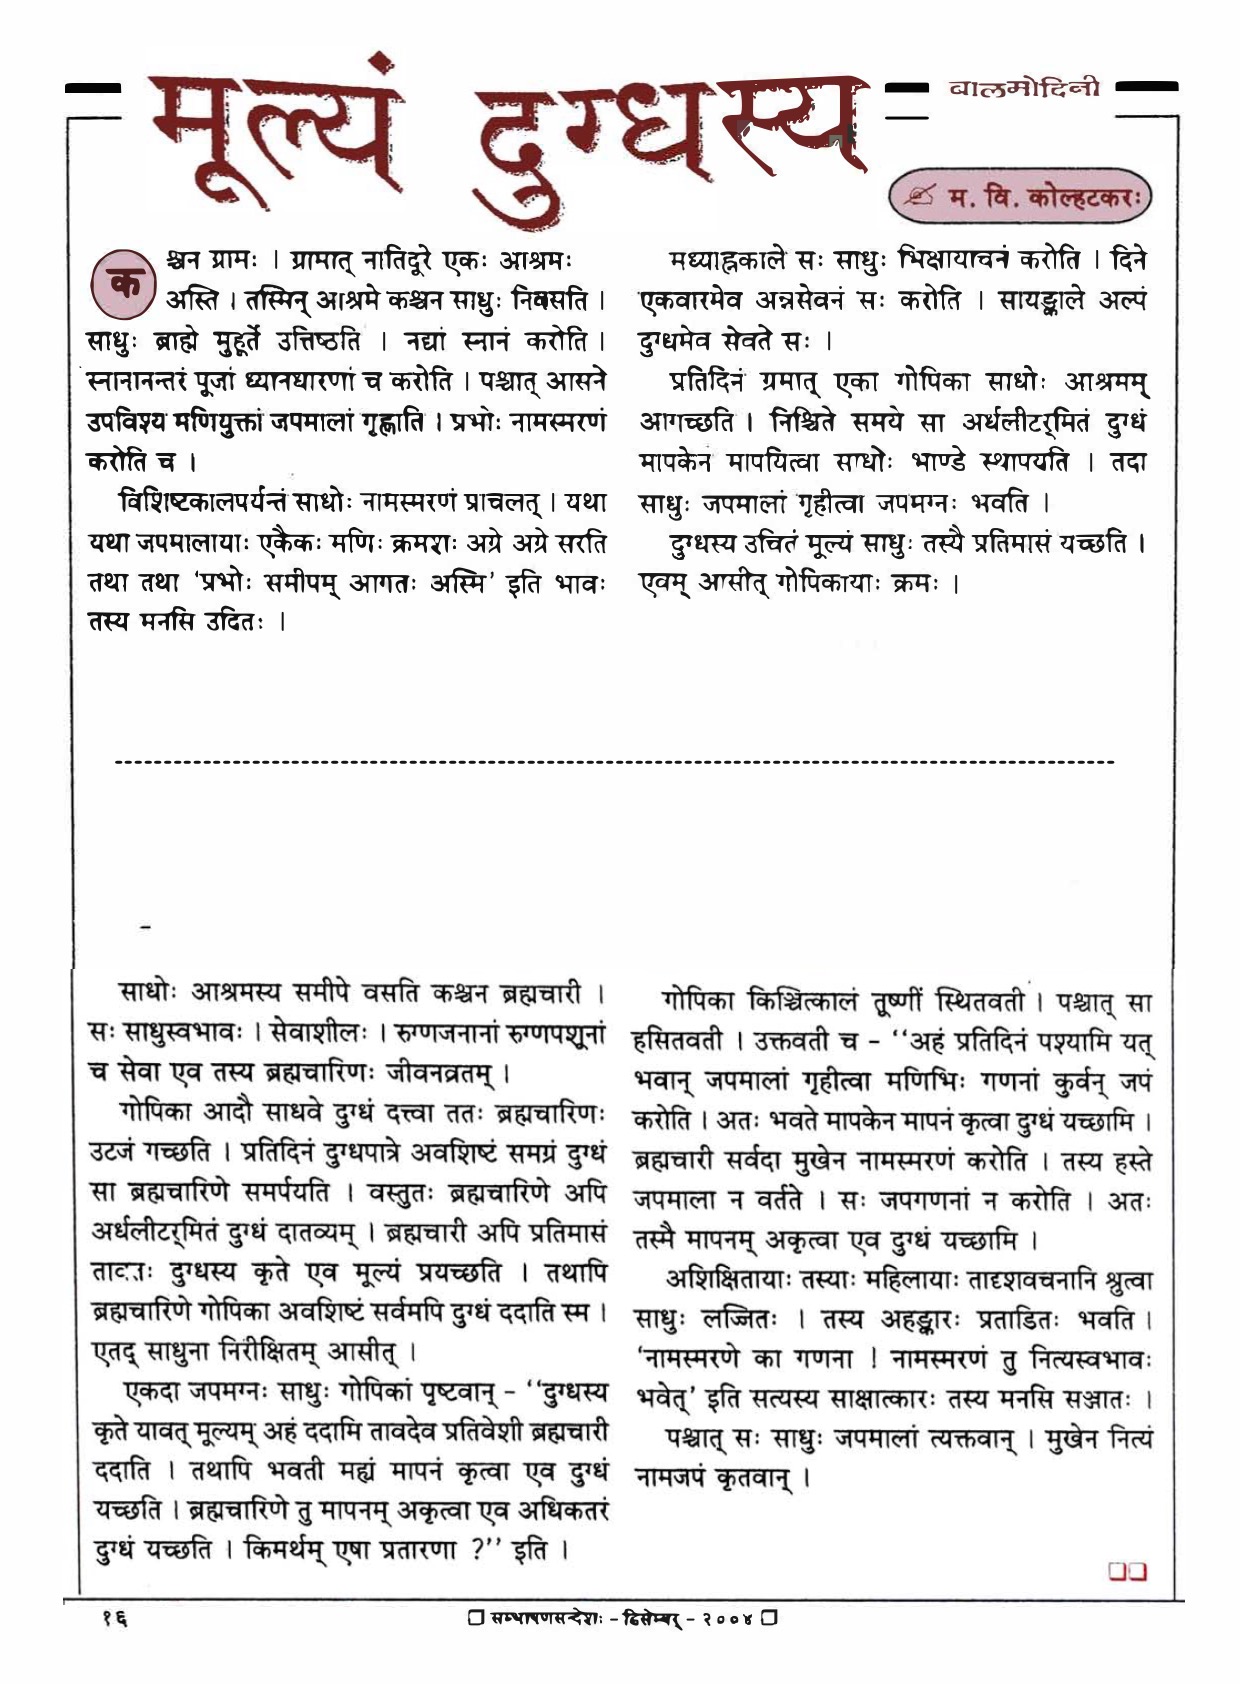 मूल्यं दुग्धस्य
बालमोदिनी
म. वि. कोल्हटकरः
कश्चन ग्रामः । ग्रामात् नातिदूरे एकः आश्रमः
अस्ति । तस्मिन् आश्रमे कश्चन साधुः निवसति ।
साधुः ब्राह्मे मुहूर्ते उत्तिष्ठति । नद्यां स्नानं करोति ।
स्नानानन्तरं पूजां ध्यानधारणां च करोति । पश्चात् आसने
उपविश्य मणियुक्तां जपमालां गृह्णाति । प्रभोः नामस्मरणं
करोति च ।
विशिष्टकालपर्यन्तं साधोः नामस्मरणं प्राचलत् । यथा
यथा जपमालायाः एकैकः मणिः क्रमशः अग्रे अग्रे सरति
तथा तथा ‘प्रभोः समीपम् आगतः अस्मि’ इति भावः
तस्य मनसि उदितः ।
मध्याह्नकाले सः साधुः भिक्षायाचनं करोति । दिने
एकवारमेव अन्नसेवनं सः करोति । सायङ्काले अल्पं
दुग्धमेव सेवते सः ।
प्रतिदिनं ग्रमात् एका गोपिका साधोः आश्रमम्
आगच्छति । निश्चिते समये सा अर्धलीटर्‌मितं दुग्धं
मापकेन मापयित्वा साधोः भाण्डे स्थापयति । तदा
साधुः जपमालां गृहीत्वा जपमग्नः भवति ।
दुग्धस्य उचितं मूल्यं साधुः तस्यै प्रतिमासं यच्छति ।
एवम् आसीत् गोपिकायाः क्रमः ।
साधोः आश्रमस्य समीपे वसति कश्चन ब्रह्मचारी ।
सः साधुस्वभावः । सेवाशीलः । रुग्णजनानां रुग्णपशूनां
च सेवा एव तस्य ब्रह्मचारिणः जीवनव्रतम् ।
गोपिका आदौ साधवे दुग्धं दत्त्वा ततः ब्रह्मचारिणः
उटजं गच्छति । प्रतिदिनं दुग्धपात्रे अवशिष्टं समग्रं दुग्धं
सा ब्रह्मचारिणे समर्पयति । वस्तुतः ब्रह्मचारिणे अपि
अर्धलीटर्‌मितं दुग्धं दातव्यम् । ब्रह्मचारी अपि प्रतिमासं
तावतः दुग्धस्य कृते एव मूल्यं प्रयच्छति । तथापि
ब्रह्मचारिणे गोपिका अवशिष्टं सर्वमपि दुग्धं ददाति स्म ।
एतद् साधुना निरीक्षितम् आसीत् ।
एकदा जपमग्नः साधुः गोपिकां पृष्टवान् - ‘‘दुग्धस्य
कृते यावत् मूल्यम् अहं ददामि तावदेव प्रतिवेशी ब्रह्मचारी
ददाति । तथापि भवती मह्यं मापनं कृत्वा एव दुग्धं
यच्छति । ब्रह्मचारिणे तु मापनम् अकृत्वा एव अधिकतरं
दुग्धं यच्छति । किमर्थम् एषा प्रतारणा ?’’ इति ।
गोपिका किञ्चित्कालं तूष्णीं स्थितवती । पश्चात् सा
हसितवती । उक्तवती च - ‘‘अहं प्रतिदिनं पश्यामि यत्
भवान् जपमालां गृहीत्वा मणिभिः गणनां कुर्वन् जपं
करोति । अतः भवते मापकेन मापनं कृत्वा दुग्धं यच्छामि ।
ब्रह्मचारी सर्वदा मुखेन नामस्मरणं करोति । तस्य हस्ते
जपमाला न वर्तते । सः जपगणनां न करोति । अतः
तस्मै मापनम् अकृत्वा एव दुग्धं यच्छामि ।
अशिक्षितायाः तस्याः महिलायाः तादृशवचनानि श्रुत्वा
साधुः लज्जितः । तस्य अहङ्कारः प्रताडितः भवति ।
‘नामस्मरणे का गणना ! नामस्मरणं तु नित्यस्वभावः
भवेत्’ इति सत्यस्य साक्षात्कारः तस्य मनसि सञ्जातः ।
पश्चात् सः साधुः जपमालां त्यक्तवान् । मुखेन नित्यं
नामजपं कृतवान् ।
१६
सम्भाषणसन्देशः - डिसेम्बर् - २००४